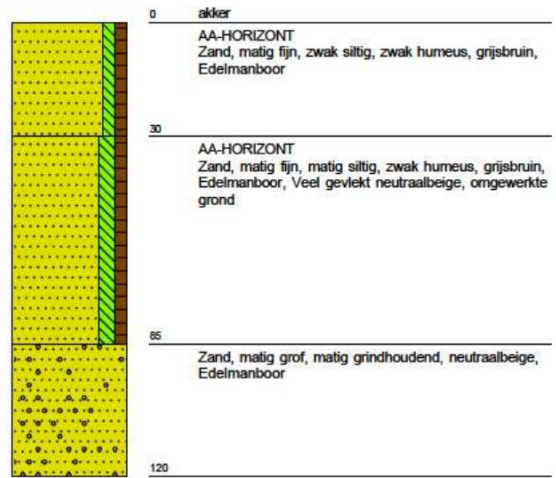 0 akker
AA-HORIZONT
Zand, matig fijn, zwak siltig, zwak humeus, grijsbruin,
Edelmanboor
30
AA-HORIZONT
Zand, matig fijn, matig siltig, zwak humeus, grijsbruin,
Edelmanboor, Veel gevlekt neutraalbeige, omgewerkte
grond
85
Zand, matig grof, matig grindhoudend, neutraalbeige,
Edelmanboor
120